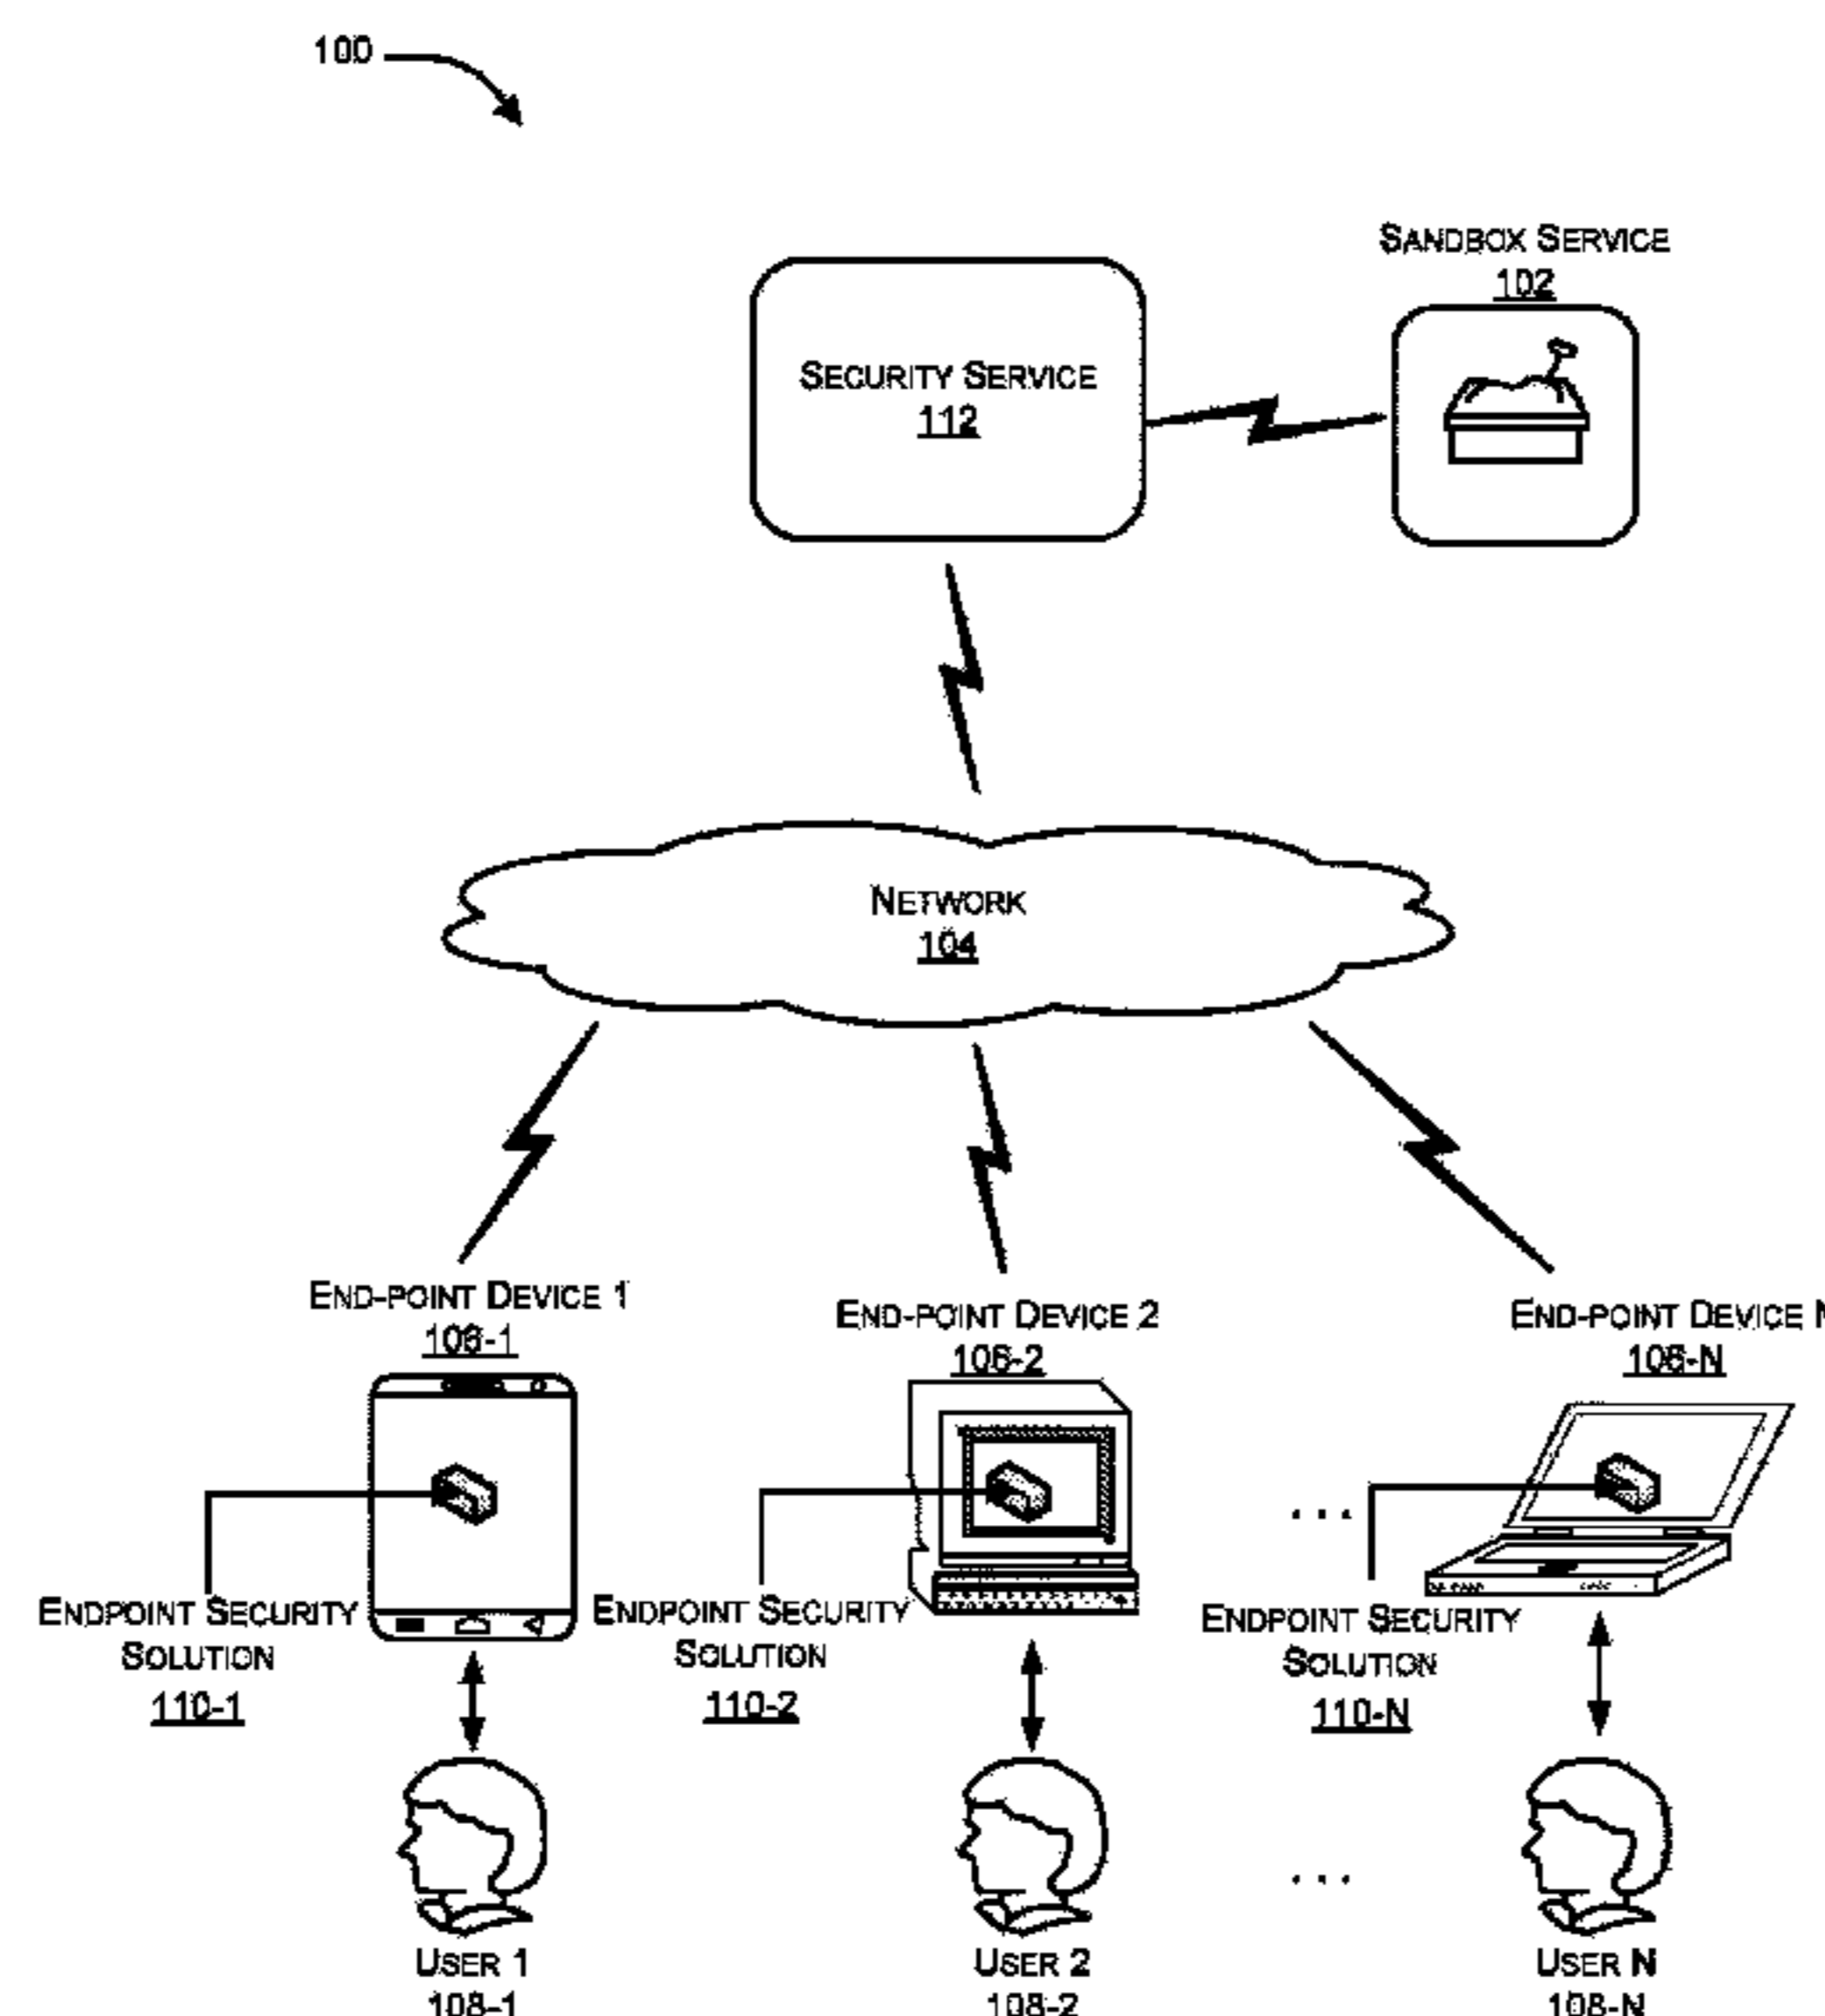 100
SANDBOX SERVICE
102
SECURITY SERVICE
112
NETWORK
104
END-POINT DEVICE 1
106-1
END-POINT DEVICE 2
106-2
END-POINT DEVICE N
106-N
...
ENDPOINT SECURITY
SOLUTION
110-1
ENDPOINT SECURITY
SOLUTION
110-2
ENDPOINT SECURITY
SOLUTION
110-N
...
USER 1
108-1
USER 2
108-2
USER N
108-N